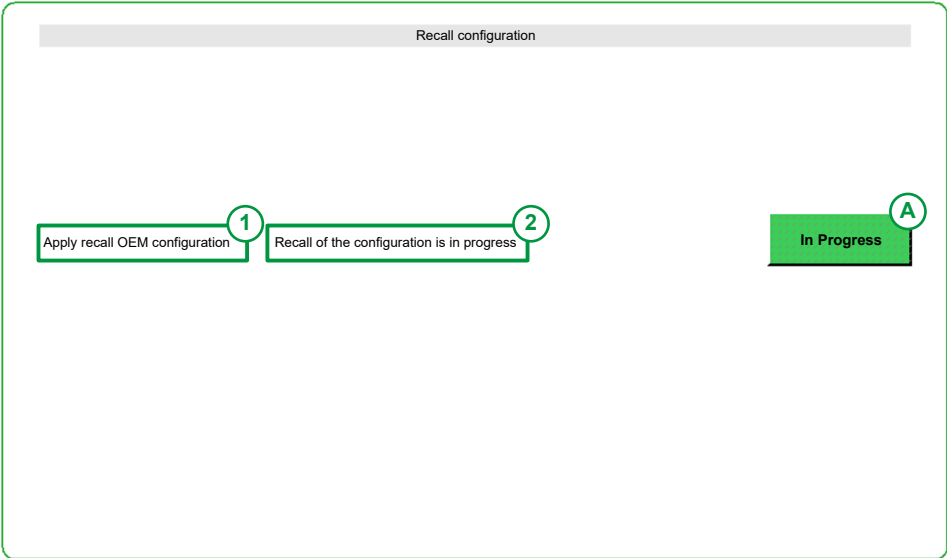 Recall configuration
1
2
A
Apply recall OEM configuration
Recall of the configuration is in progress
In Progress